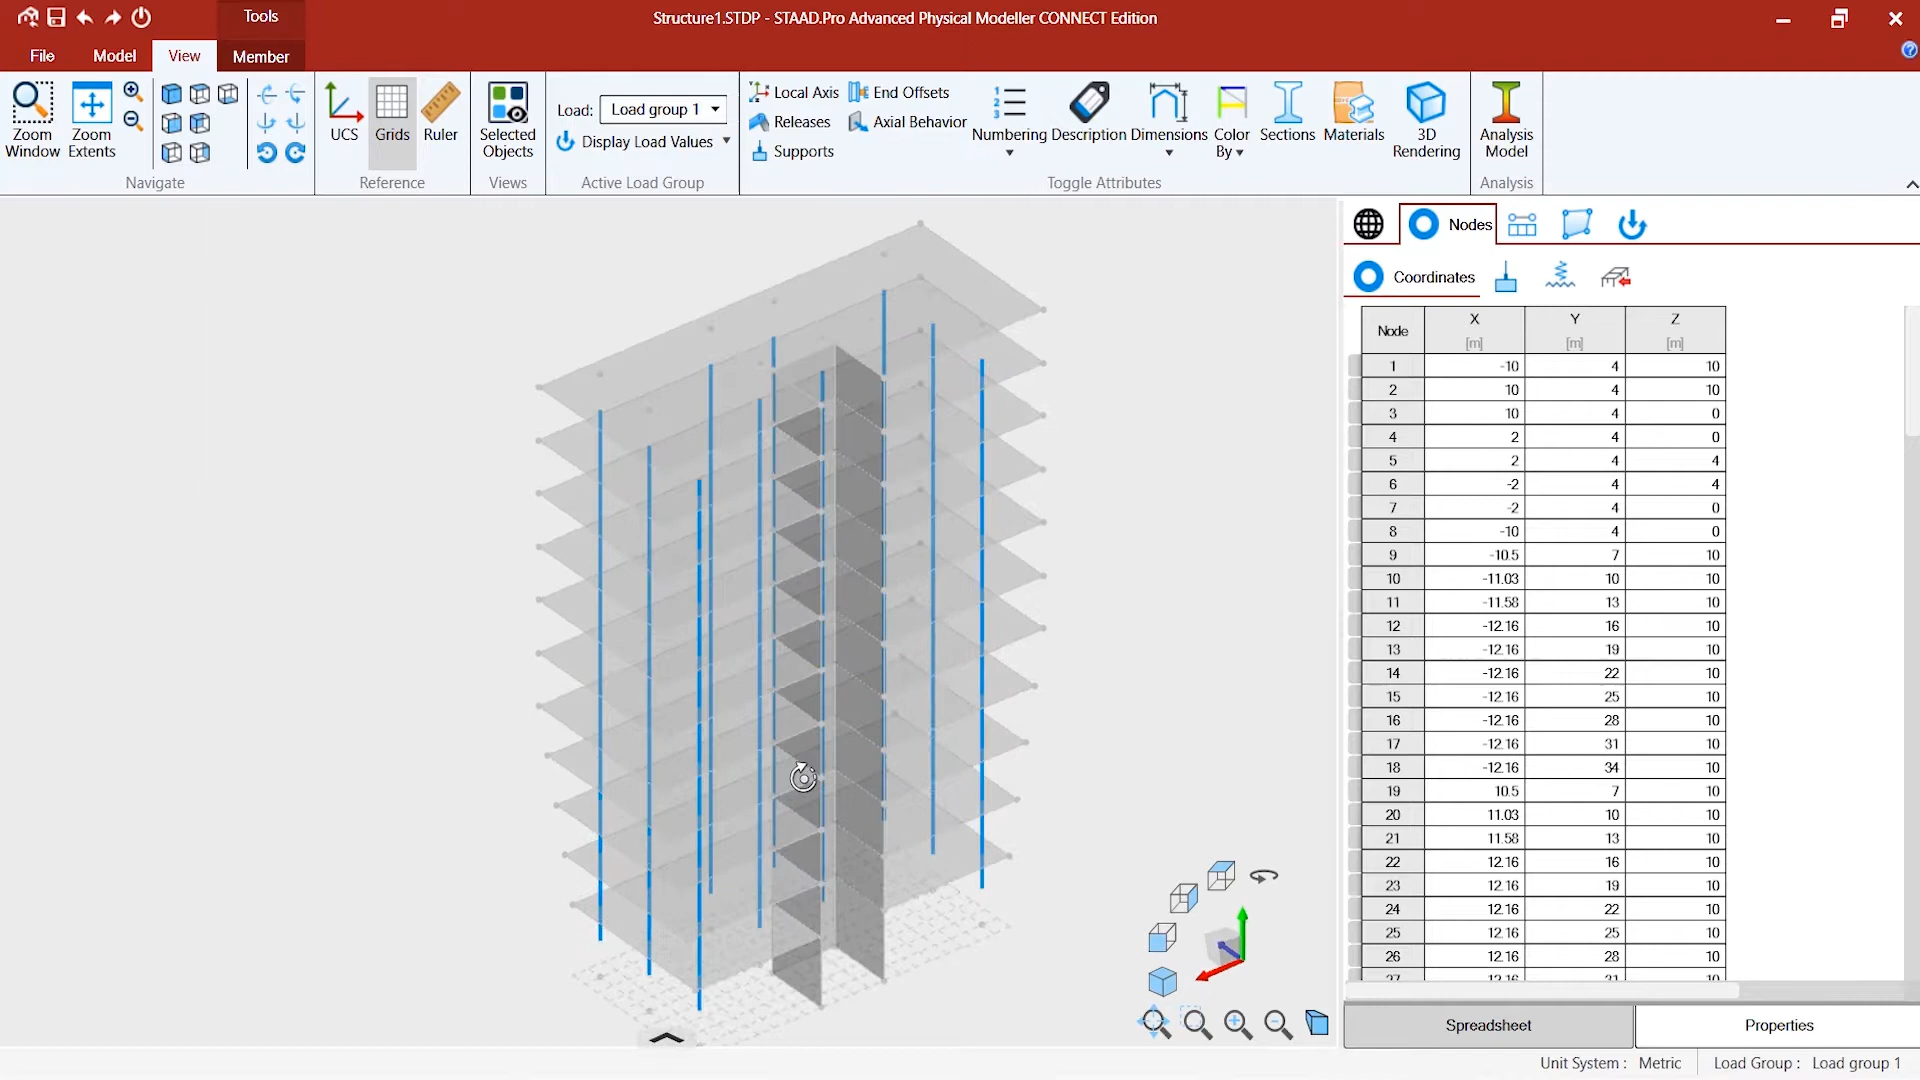 Tools
Structure1.STDP - STAAD.Pro Advanced Physical Modeller CONNECT Edition
File
Model
View
Member
Zoom Window
Zoom Extents
Navigate
UCS
Grids
Ruler
Reference
Selected Objects
Views
Load: Load group 1
Display Load Values
Active Load Group
Local Axis
End Offsets
Releases
Axial Behavior
Supports
Numbering
Description
Dimensions
Color By
Sections
Materials
3D Rendering
Toggle Attributes
Analysis Model
Analysis
Nodes
Coordinates
Node X [m] Y [m] Z [m]
1 -10 4 10
2 10 4 10
3 10 4 0
4 2 4 0
5 2 4 4
6 -2 4 4
7 -2 4 0
8 -10 4 0
9 -10.5 7 10
10 -11.03 10 10
11 -11.58 13 10
12 -12.16 16 10
13 -12.16 19 10
14 -12.16 22 10
15 -12.16 25 10
16 -12.16 28 10
17 -12.16 31 10
18 -12.16 34 10
19 10.5 7 10
20 11.03 10 10
21 11.58 13 10
22 12.16 16 10
23 12.16 19 10
24 12.16 22 10
25 12.16 25 10
26 12.16 28 10
27 12.16 31 10
Spreadsheet
Properties
Unit System : Metric
Load Group : Load group 1